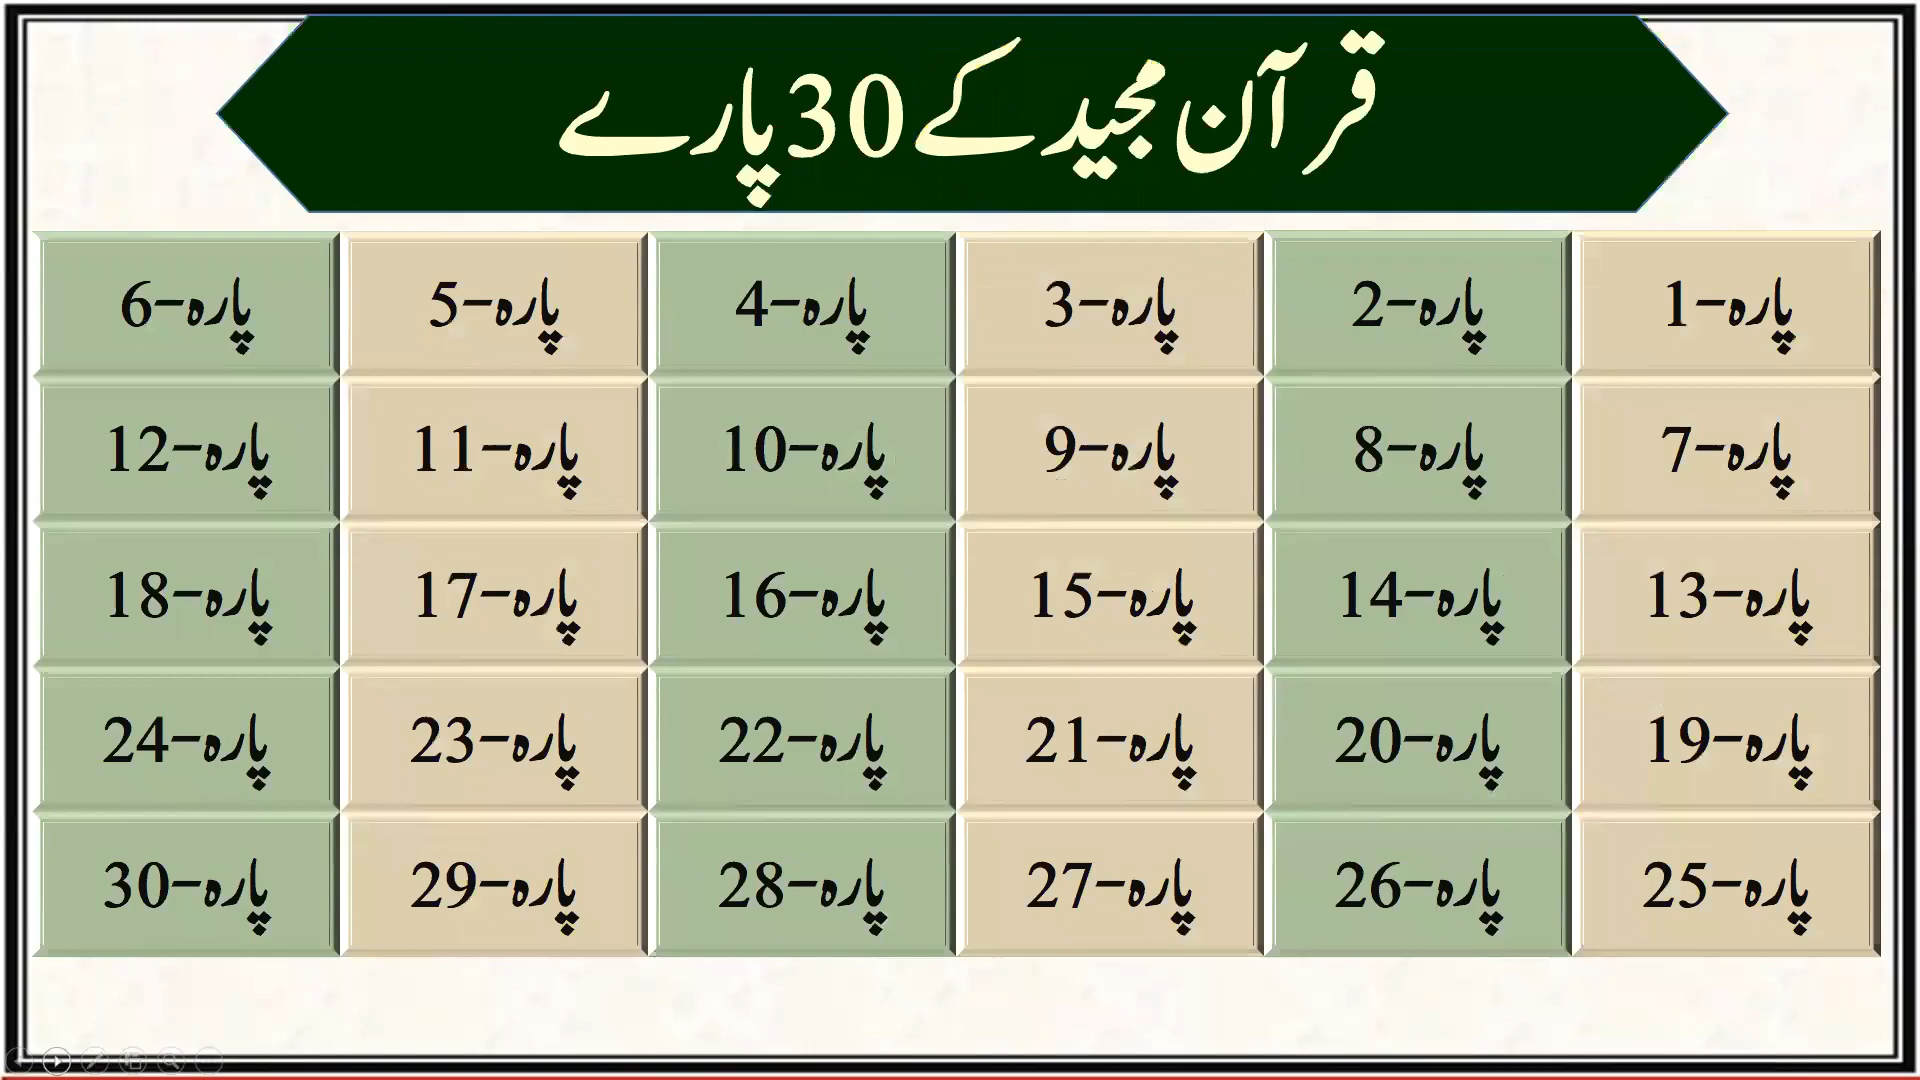 قرآن مجید کے 30 پارے
پارہ-1 پارہ-2 پارہ-3 پارہ-4 پارہ-5 پارہ-6
پارہ-7 پارہ-8 پارہ-9 پارہ-10 پارہ-11 پارہ-12
پارہ-13 پارہ-14 پارہ-15 پارہ-16 پارہ-17 پارہ-18
پارہ-19 پارہ-20 پارہ-21 پارہ-22 پارہ-23 پارہ-24
پارہ-25 پارہ-26 پارہ-27 پارہ-28 پارہ-29 پارہ-30